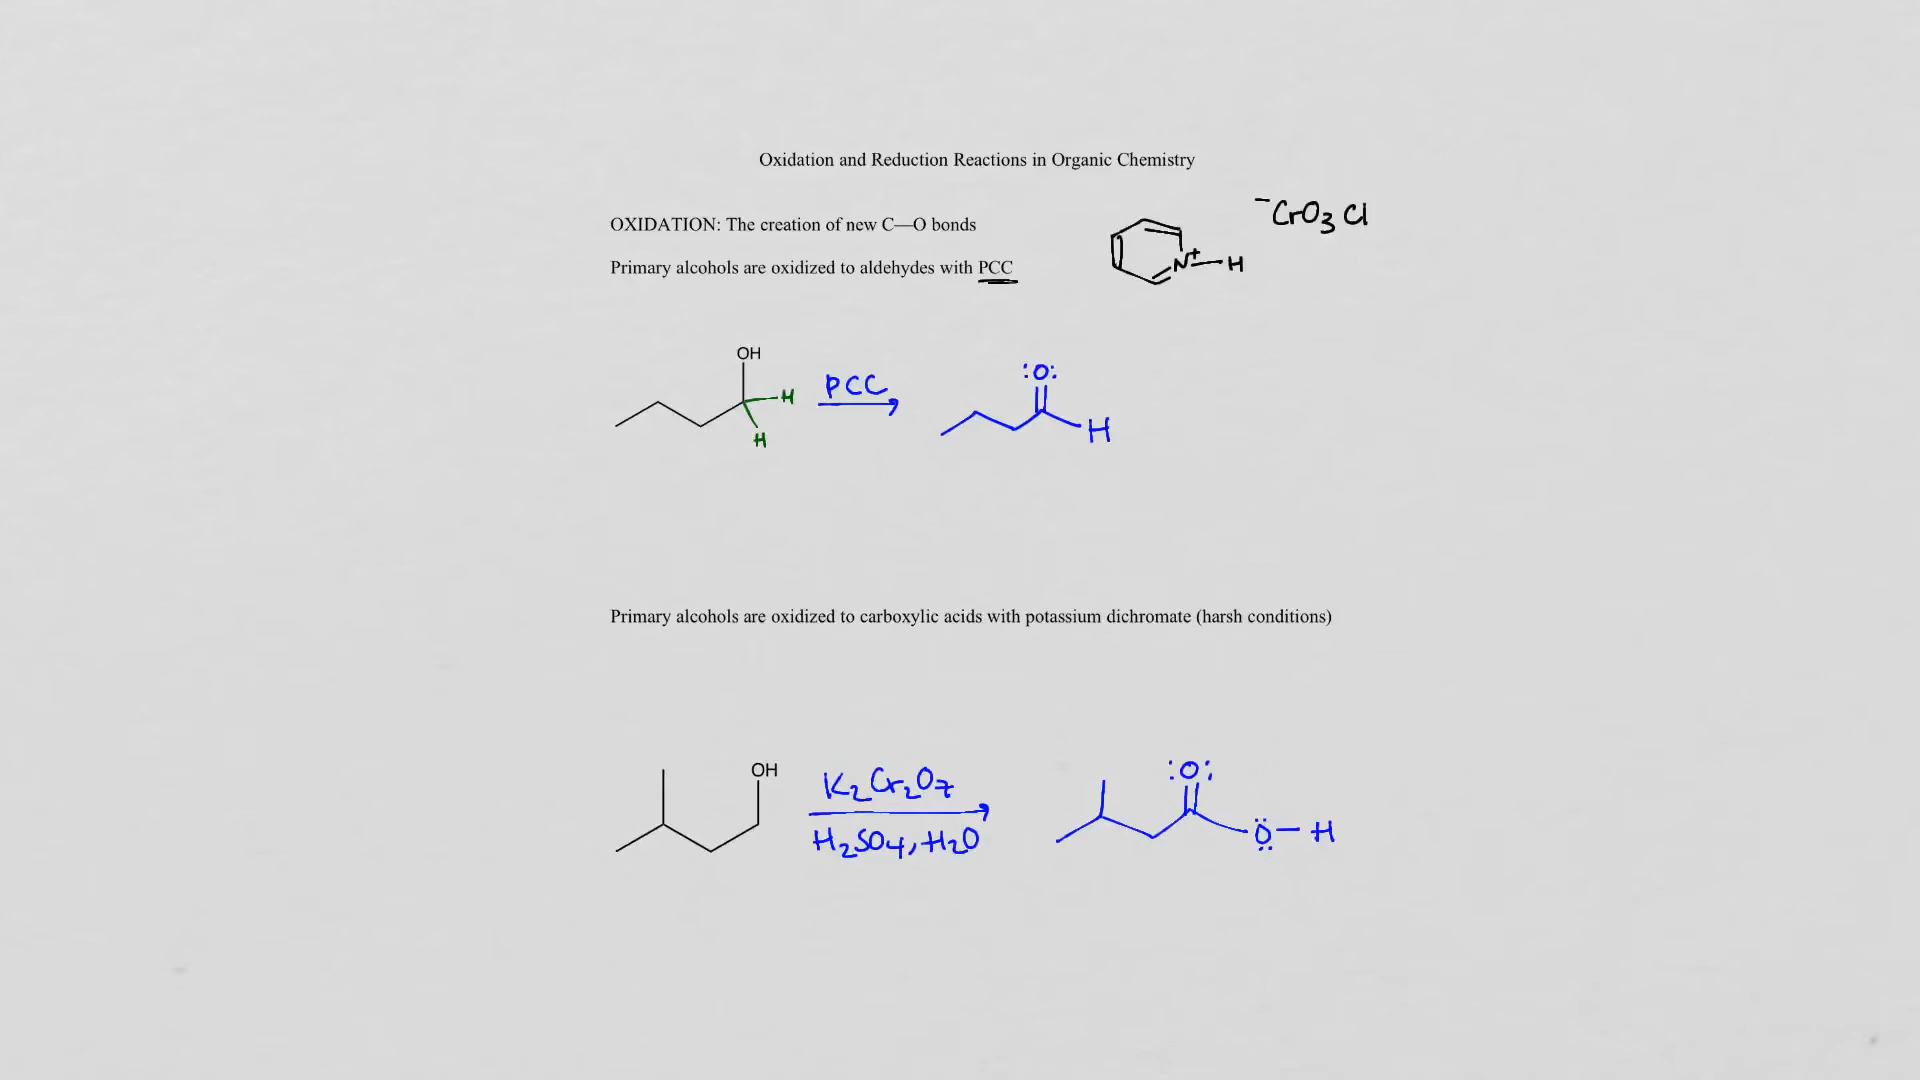 Oxidation and Reduction Reactions in Organic Chemistry
⁻CrO₃Cl
OXIDATION: The creation of new C—O bonds
Primary alcohols are oxidized to aldehydes with PCC
N⁺—H
OH
H
H
PCC
:O:
H
Primary alcohols are oxidized to carboxylic acids with potassium dichromate (harsh conditions)
OH
K₂Cr₂O₇
H₂SO₄, H₂O
:O:
Ö—H